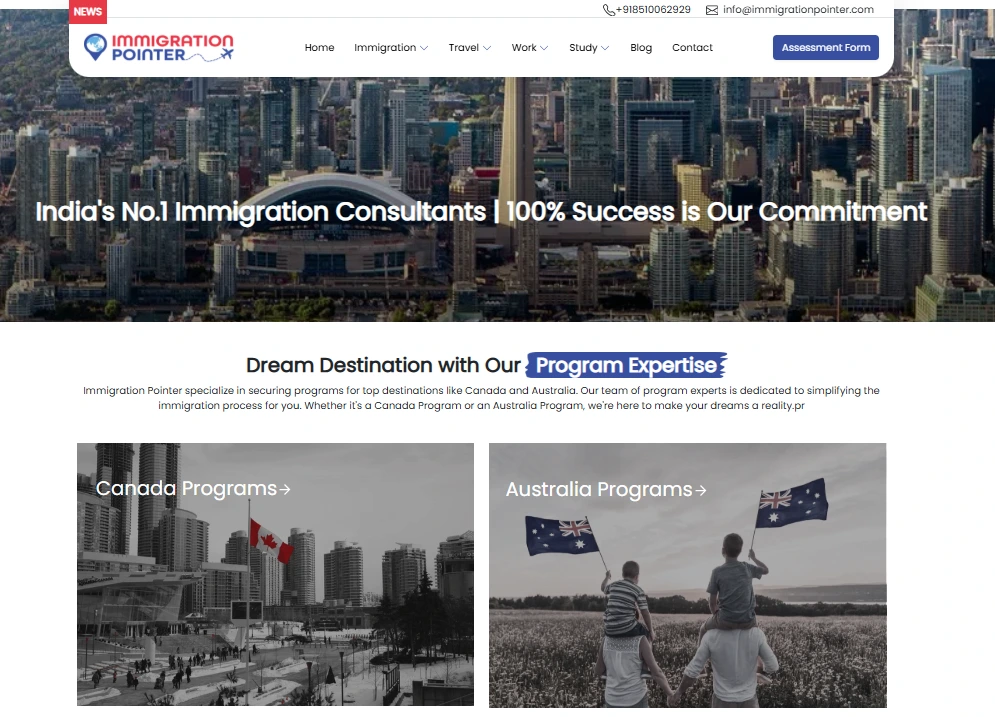 NEWS
+918510062929 info@immigrationpointer.com
IMMIGRATION
POINTER
Home Immigration Travel Work Study Blog Contact Assessment Form
India's No.1 Immigration Consultants | 100% Success is Our Commitment
Dream Destination with Our Program Expertise
Immigration Pointer specialize in securing programs for top destinations like Canada and Australia. Our team of program experts is dedicated to simplifying the
immigration process for you. Whether it's a Canada Program or an Australia Program, we're here to make your dreams a reality.pr
Canada Programs→ Australia Programs→